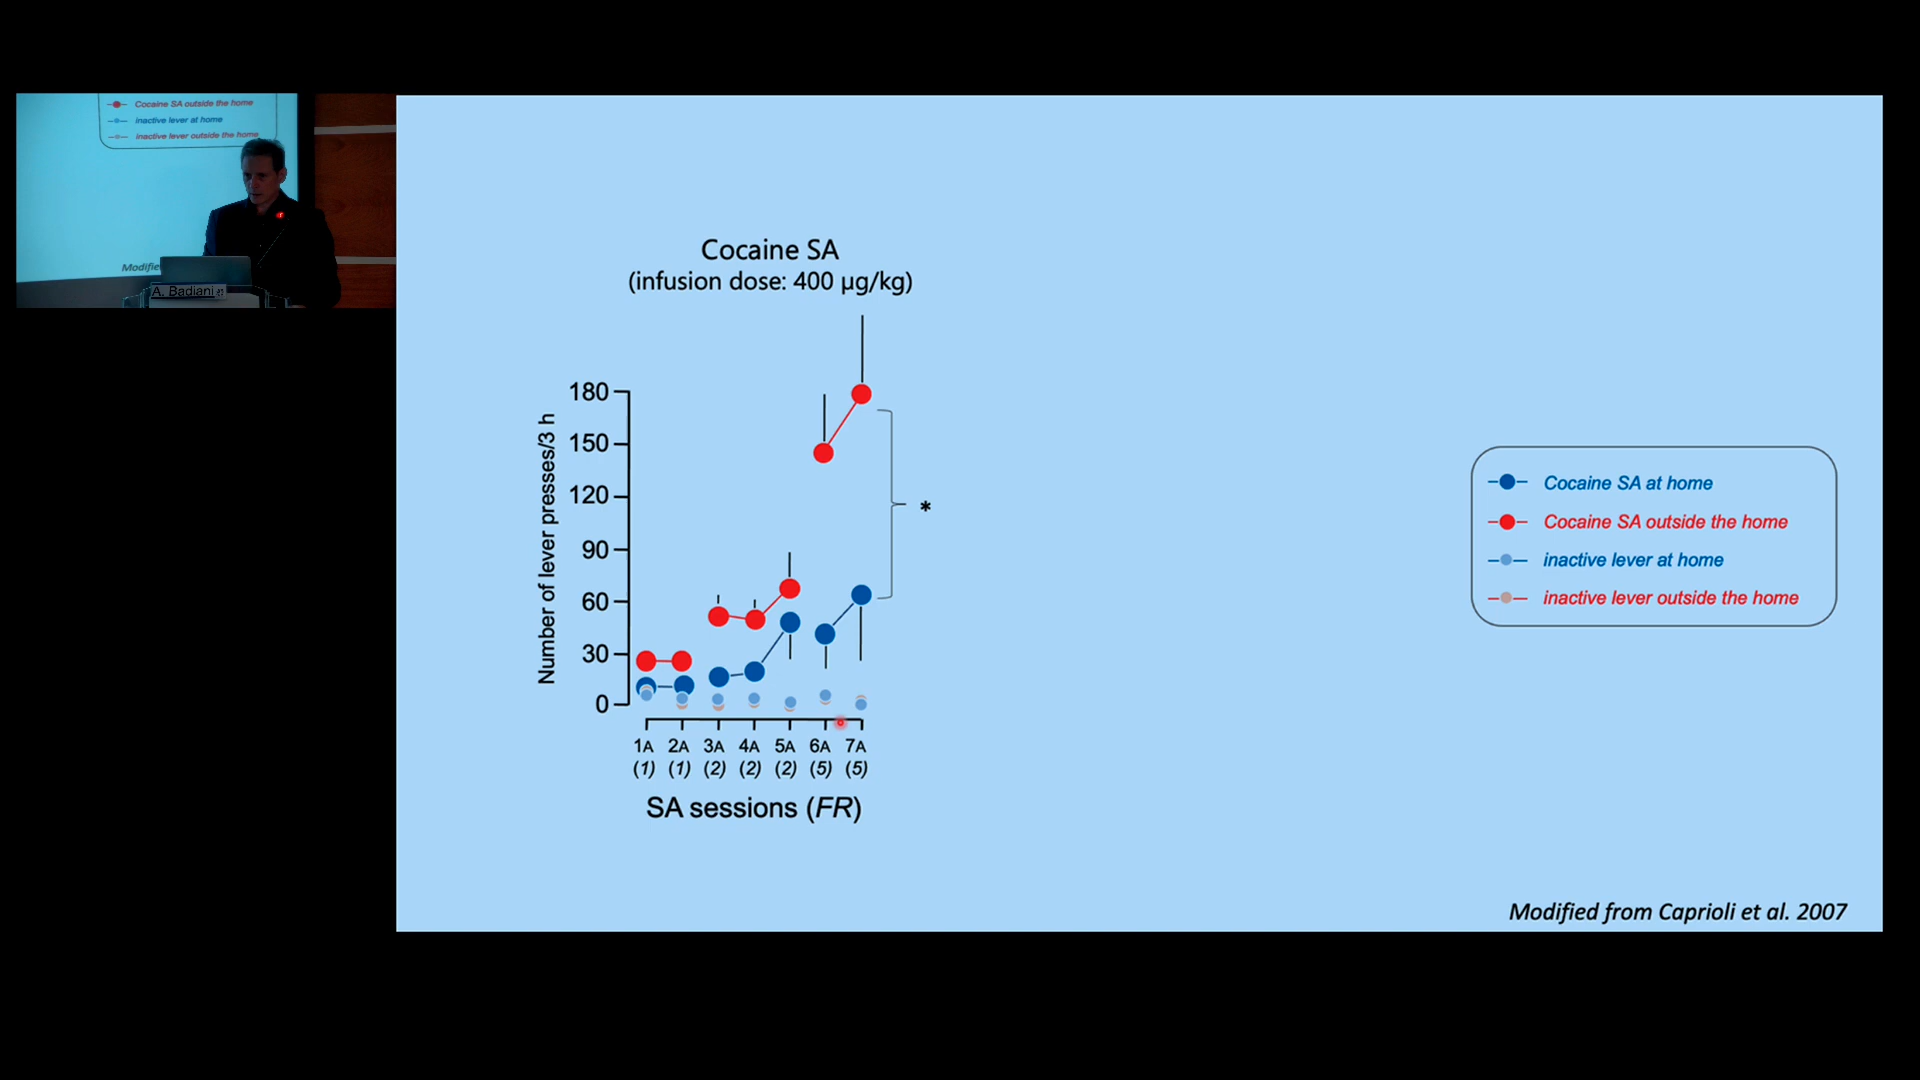 Cocaine SA outside the home
inactive lever at home
inactive lever outside the home
Modifie
A. Badiani
Cocaine SA
(infusion dose: 400 µg/kg)
Number of lever presses/3 h
180
150
120
90
60
30
0
*
1A 2A 3A 4A 5A 6A 7A
(1) (1) (2) (2) (2) (5) (5)
SA sessions (FR)
Cocaine SA at home
Cocaine SA outside the home
inactive lever at home
inactive lever outside the home
Modified from Caprioli et al. 2007